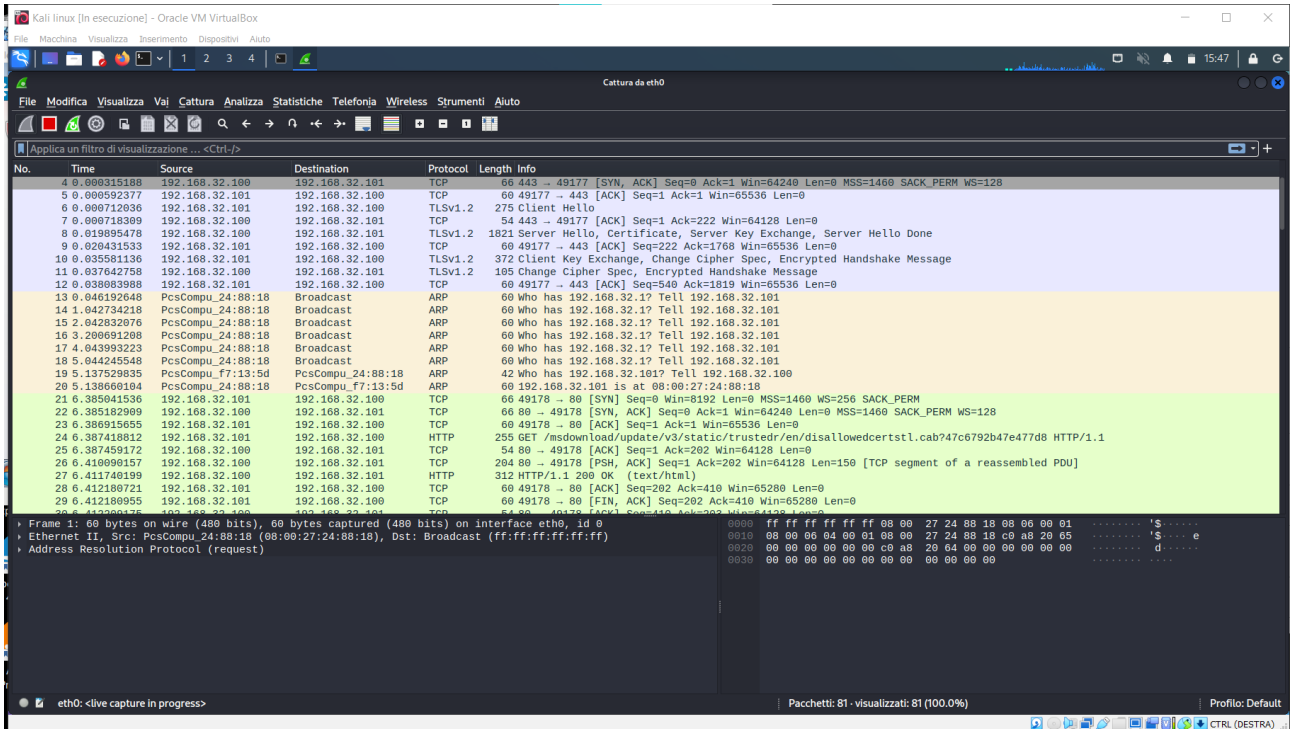 Kali linux [In esecuzione] - Oracle VM VirtualBox
File Macchina Visualizza Inserimento Dispositivi Aiuto
1 2 3 4 15:47
Cattura da eth0
File Modifica Visualizza Vai Cattura Analizza Statistiche Telefonia Wireless Strumenti Aiuto
Applica un filtro di visualizzazione ... <Ctrl-/>
No. Time Source Destination Protocol Length Info
4 0.000315188 192.168.32.100 192.168.32.101 TCP 66 443 → 49177 [SYN, ACK] Seq=0 Ack=1 Win=64240 Len=0 MSS=1460 SACK_PERM WS=128
5 0.000592377 192.168.32.101 192.168.32.100 TCP 60 49177 → 443 [ACK] Seq=1 Ack=1 Win=65536 Len=0
6 0.000712036 192.168.32.101 192.168.32.100 TLSv1.2 275 Client Hello
7 0.000718309 192.168.32.100 192.168.32.101 TCP 54 443 → 49177 [ACK] Seq=1 Ack=222 Win=64128 Len=0
8 0.019895478 192.168.32.100 192.168.32.101 TLSv1.2 1821 Server Hello, Certificate, Server Key Exchange, Server Hello Done
9 0.020431533 192.168.32.101 192.168.32.100 TCP 60 49177 → 443 [ACK] Seq=222 Ack=1768 Win=65536 Len=0
10 0.035581136 192.168.32.101 192.168.32.100 TLSv1.2 372 Client Key Exchange, Change Cipher Spec, Encrypted Handshake Message
11 0.037642758 192.168.32.100 192.168.32.101 TLSv1.2 105 Change Cipher Spec, Encrypted Handshake Message
12 0.038083988 192.168.32.101 192.168.32.100 TCP 60 49177 → 443 [ACK] Seq=540 Ack=1819 Win=65536 Len=0
13 0.046192648 PcsCompu_24:88:18 Broadcast ARP 60 Who has 192.168.32.1? Tell 192.168.32.101
14 1.042734218 PcsCompu_24:88:18 Broadcast ARP 60 Who has 192.168.32.1? Tell 192.168.32.101
15 2.042832076 PcsCompu_24:88:18 Broadcast ARP 60 Who has 192.168.32.1? Tell 192.168.32.101
16 3.200691208 PcsCompu_24:88:18 Broadcast ARP 60 Who has 192.168.32.1? Tell 192.168.32.101
17 4.043993223 PcsCompu_24:88:18 Broadcast ARP 60 Who has 192.168.32.1? Tell 192.168.32.101
18 5.044245548 PcsCompu_24:88:18 Broadcast ARP 60 Who has 192.168.32.1? Tell 192.168.32.101
19 5.137529835 PcsCompu_f7:13:5d PcsCompu_24:88:18 ARP 42 Who has 192.168.32.101? Tell 192.168.32.100
20 5.138660104 PcsCompu_24:88:18 PcsCompu_f7:13:5d ARP 60 192.168.32.101 is at 08:00:27:24:88:18
21 6.385041536 192.168.32.101 192.168.32.100 TCP 66 49178 → 80 [SYN] Seq=0 Win=8192 Len=0 MSS=1460 WS=256 SACK_PERM
22 6.385182909 192.168.32.100 192.168.32.101 TCP 66 80 → 49178 [SYN, ACK] Seq=0 Ack=1 Win=64240 Len=0 MSS=1460 SACK_PERM WS=128
23 6.386915655 192.168.32.101 192.168.32.100 TCP 60 49178 → 80 [ACK] Seq=1 Ack=1 Win=65536 Len=0
24 6.387418812 192.168.32.101 192.168.32.100 HTTP 255 GET /msdownload/update/v3/static/trustedr/en/disallowedcertstl.cab?47c6792b47e477d8 HTTP/1.1
25 6.387459172 192.168.32.100 192.168.32.101 TCP 54 80 → 49178 [ACK] Seq=1 Ack=202 Win=64128 Len=0
26 6.410090157 192.168.32.100 192.168.32.101 TCP 204 80 → 49178 [PSH, ACK] Seq=1 Ack=202 Win=64128 Len=150 [TCP segment of a reassembled PDU]
27 6.411740199 192.168.32.100 192.168.32.101 HTTP 312 HTTP/1.1 200 OK (text/html)
28 6.412180721 192.168.32.101 192.168.32.100 TCP 60 49178 → 80 [ACK] Seq=202 Ack=410 Win=65280 Len=0
29 6.412180955 192.168.32.101 192.168.32.100 TCP 60 49178 → 80 [FIN, ACK] Seq=202 Ack=410 Win=65280 Len=0
Frame 1: 60 bytes on wire (480 bits), 60 bytes captured (480 bits) on interface eth0, id 0
Ethernet II, Src: PcsCompu_24:88:18 (08:00:27:24:88:18), Dst: Broadcast (ff:ff:ff:ff:ff:ff)
Address Resolution Protocol (request)
0000 ff ff ff ff ff ff 08 00 27 24 88 18 08 06 00 01 ········ '$······
0010 08 00 06 04 00 01 08 00 27 24 88 18 c0 a8 20 65 ········ '$···· e
0020 00 00 00 00 00 00 c0 a8 20 64 00 00 00 00 00 00 ········ d······
0030 00 00 00 00 00 00 00 00 00 00 00 00 ········ ····
eth0: <live capture in progress> Pacchetti: 81 · visualizzati: 81 (100.0%) Profilo: Default
CTRL (DESTRA)